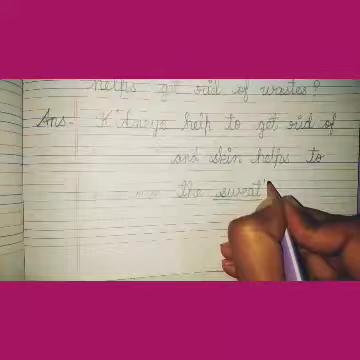 helps get rid of wastes?
Ans- Kidneys help to get rid of
and skin helps to
the sweat